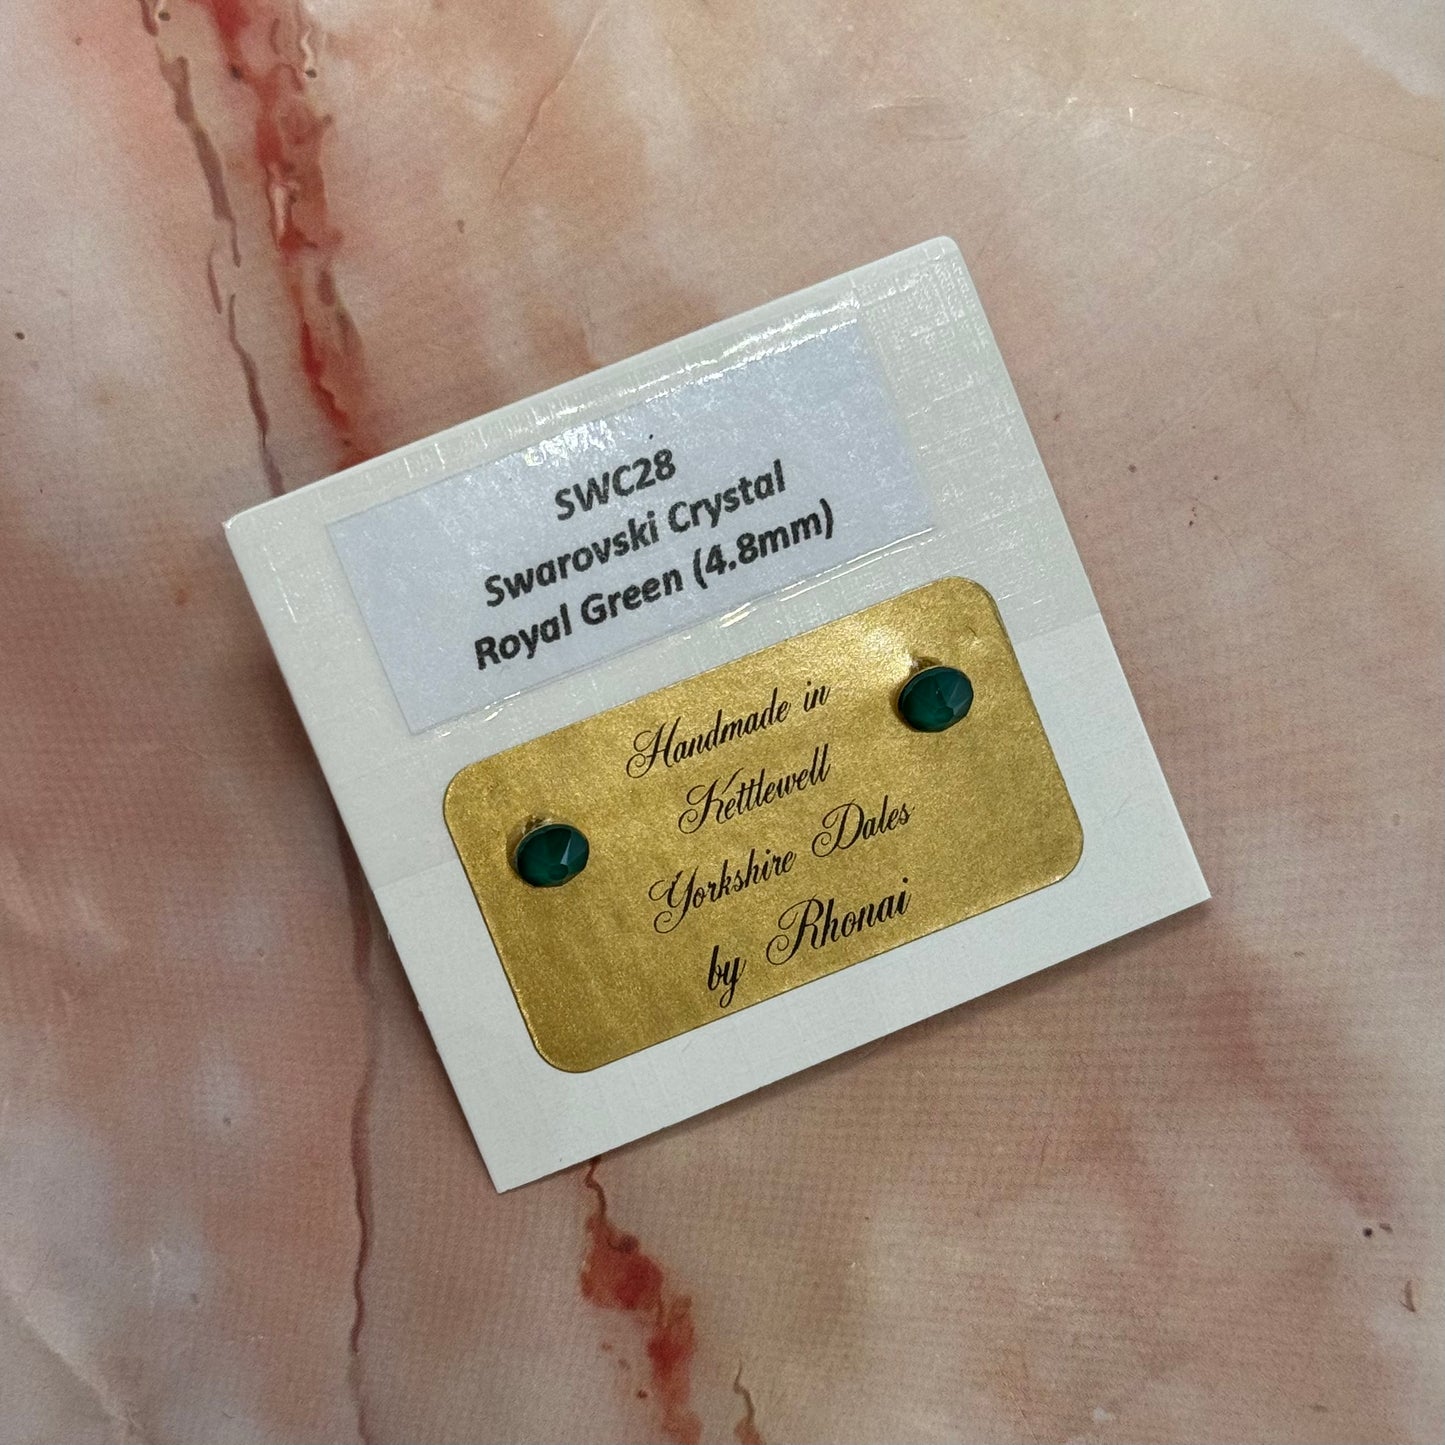 SWC28
Swarovski Crystal
Royal Green (4.8mm)
Handmade in
Kettlewell
Yorkshire Dales
by Rhonai